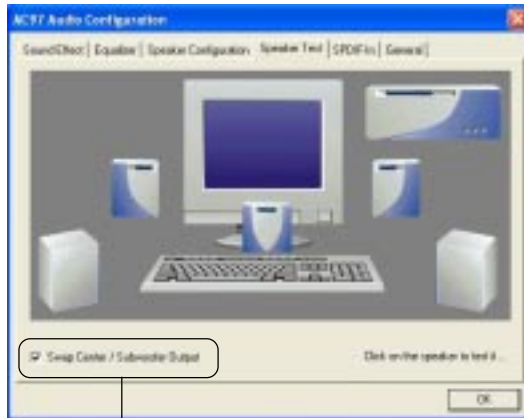 AC97 Audio Configuration
Sound Effect | Equalizer | Speaker Configuration | Speaker Test | SPDIF In | General
Swap Center / Subwoofer Output
Click on the speaker to test it ...
OK